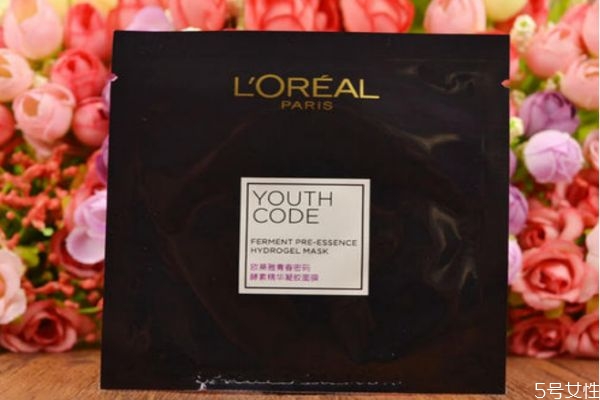 L'ORÉAL
PARIS
YOUTH
CODE
FERMENT PRE-ESSENCE
HYDROGEL MASK
欧莱雅青春密码
酵素精华凝胶面膜
5号女性